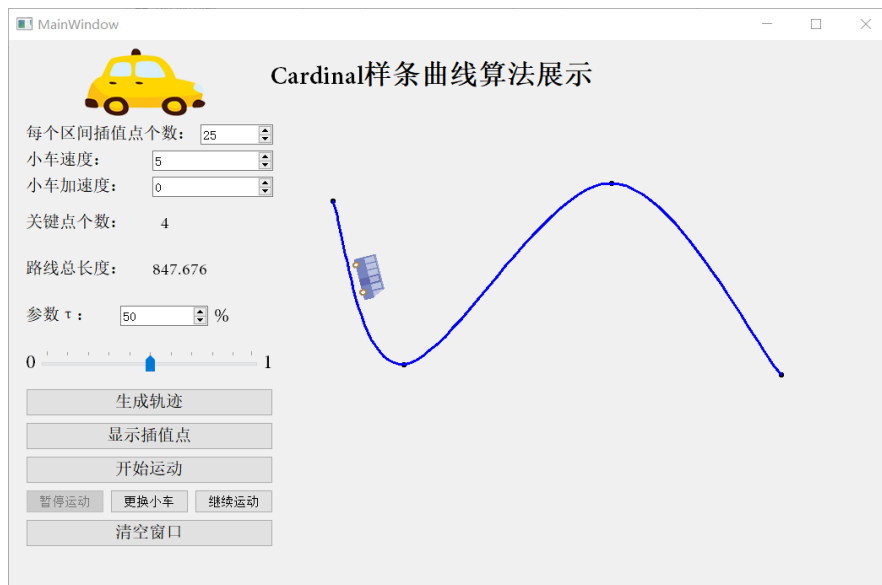 MainWindow
Cardinal样条曲线算法展示
每个区间插值点个数： 25
小车速度： 5
小车加速度： 0
关键点个数： 4
路线总长度： 847.676
参数 τ： 50 %
0 1
生成轨迹
显示插值点
开始运动
暂停运动 更换小车 继续运动
清空窗口